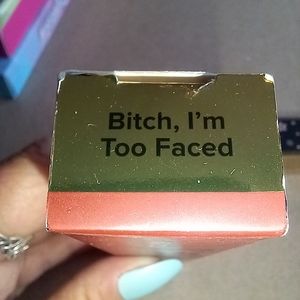 Bitch, I'm
Too Faced